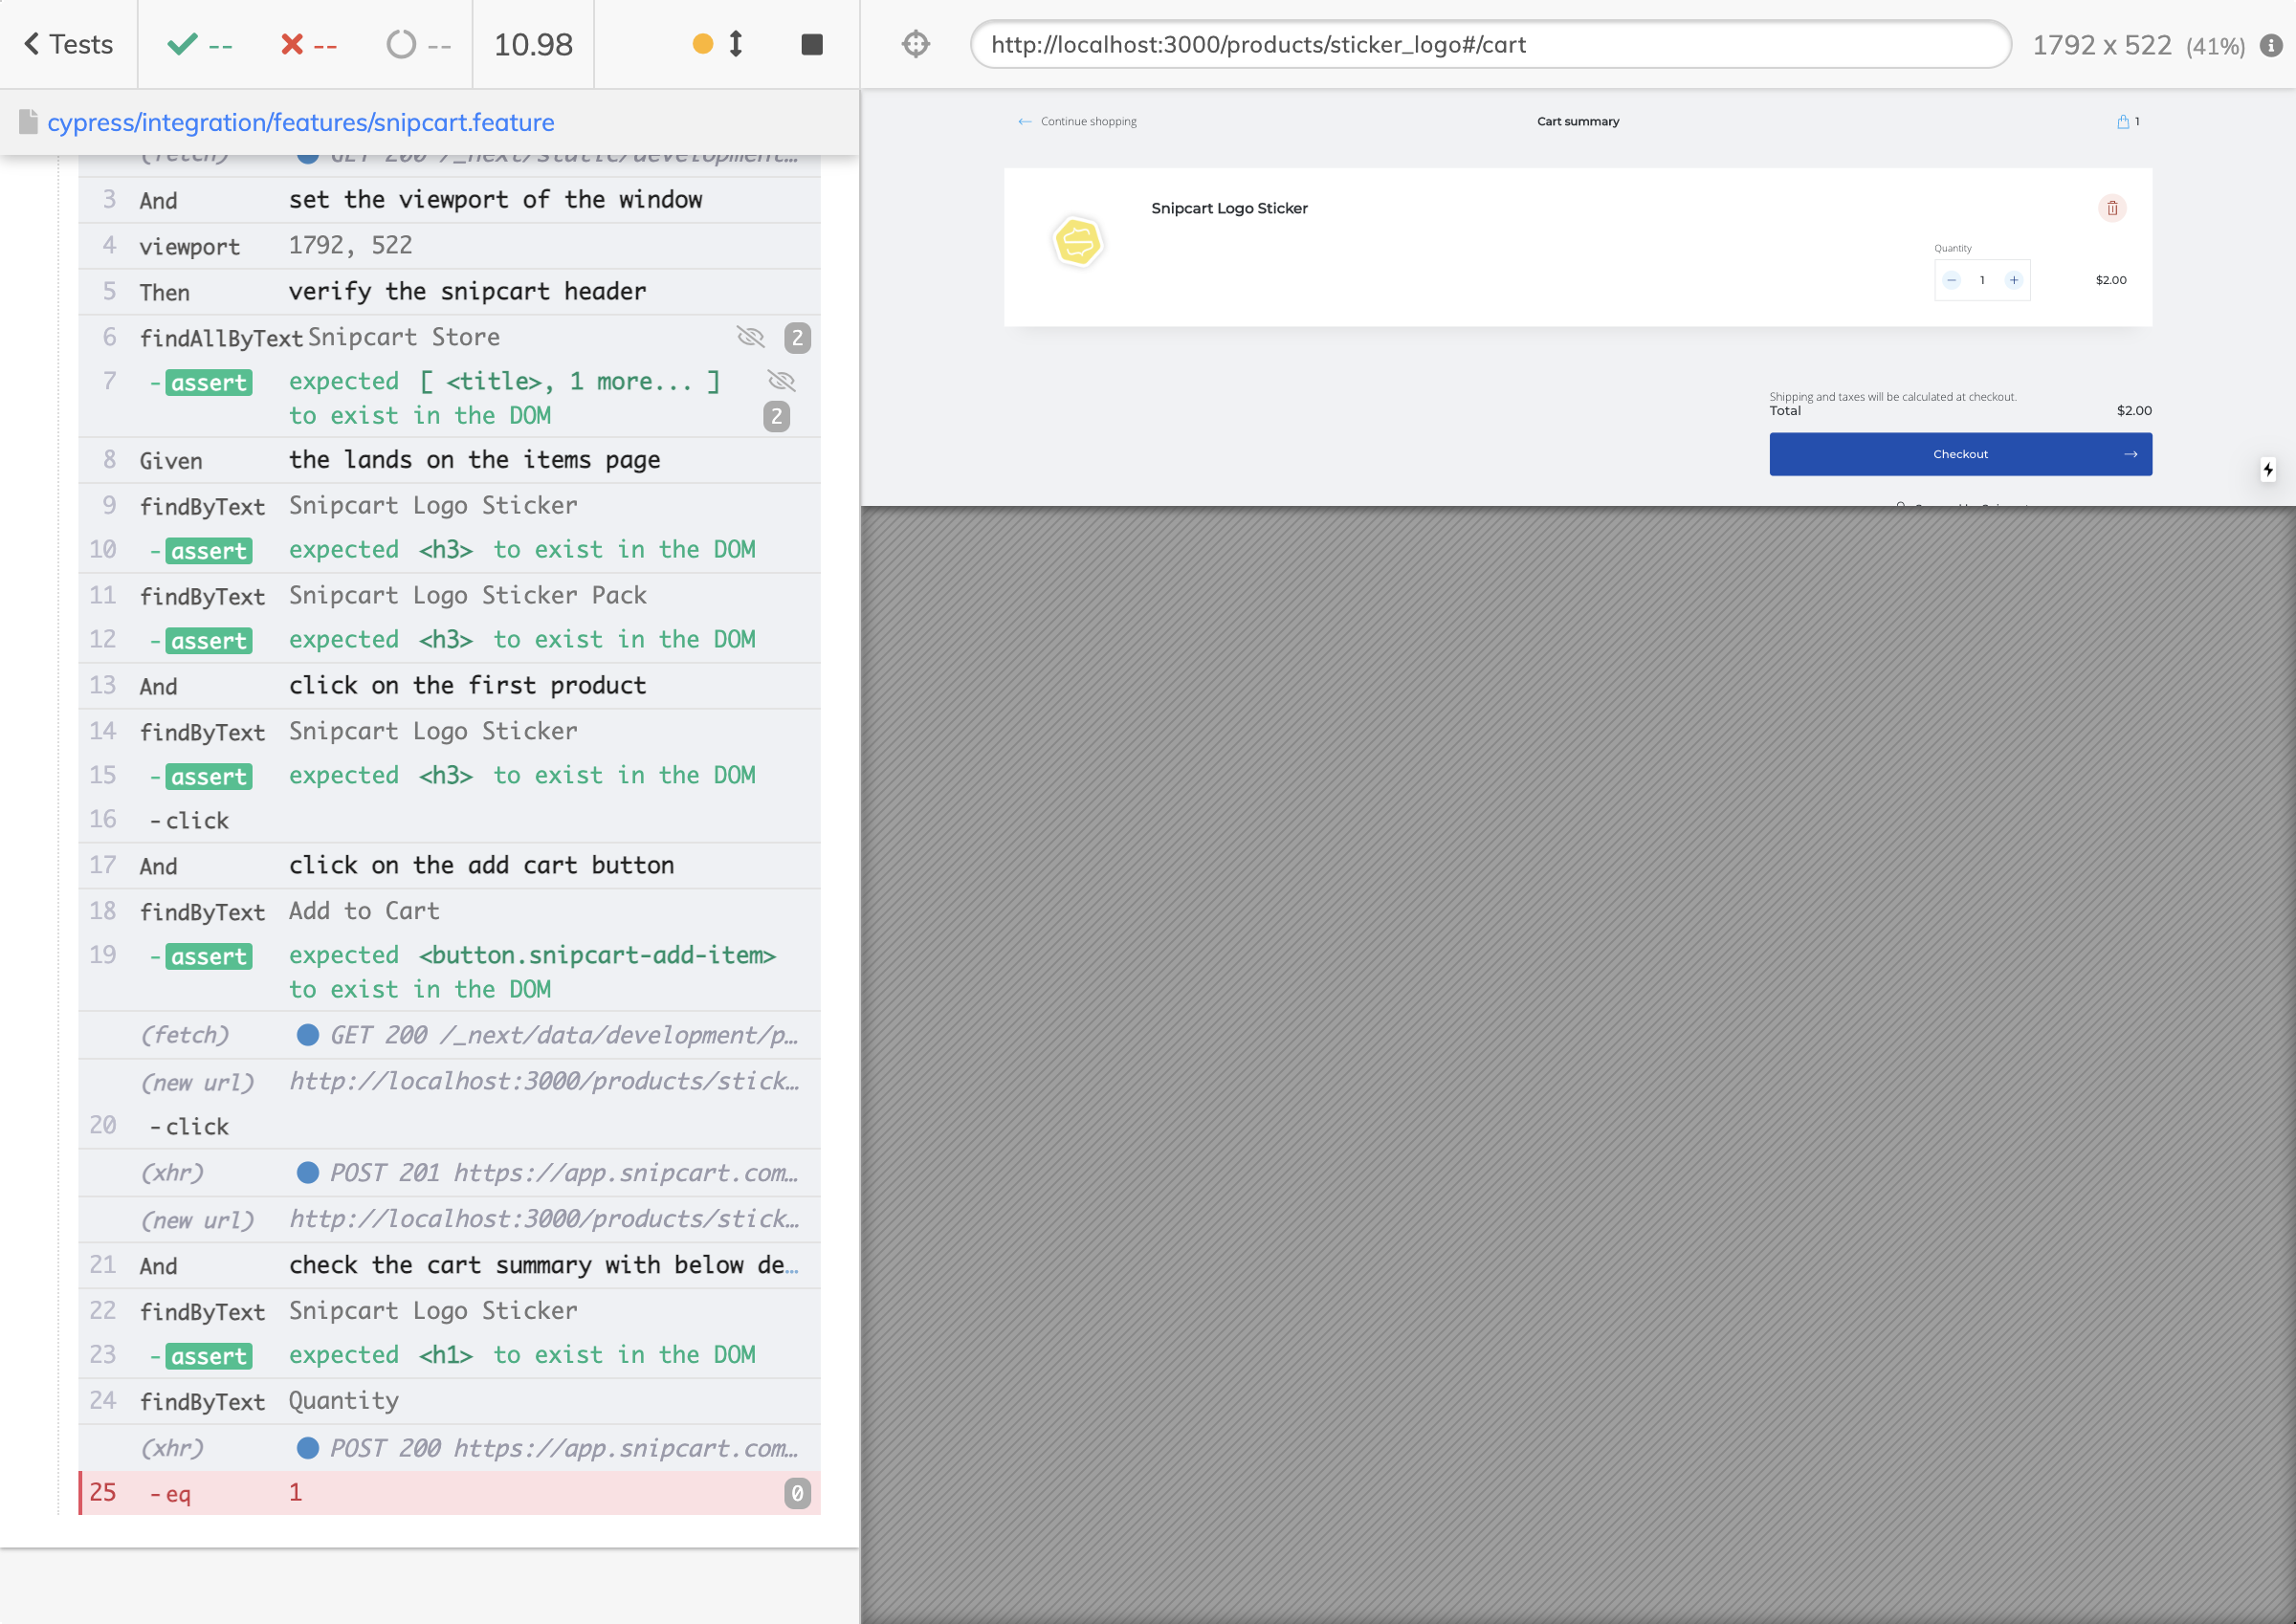 Tests
--
--
--
10.98
http://localhost:3000/products/sticker_logo#/cart
1792 x 522 (41%)
cypress/integration/features/snipcart.feature
(fetch) GET 200 /_next/static/development...
3 And set the viewport of the window
4 viewport 1792, 522
5 Then verify the snipcart header
6 findAllByText Snipcart Store 2
7 -assert expected [ <title>, 1 more... ]
to exist in the DOM 2
8 Given the lands on the items page
9 findByText Snipcart Logo Sticker
10 -assert expected <h3> to exist in the DOM
11 findByText Snipcart Logo Sticker Pack
12 -assert expected <h3> to exist in the DOM
13 And click on the first product
14 findByText Snipcart Logo Sticker
15 -assert expected <h3> to exist in the DOM
16 -click
17 And click on the add cart button
18 findByText Add to Cart
19 -assert expected <button.snipcart-add-item>
to exist in the DOM
(fetch) GET 200 /_next/data/development/p...
(new url) http://localhost:3000/products/stick...
20 -click
(xhr) POST 201 https://app.snipcart.com...
(new url) http://localhost:3000/products/stick...
21 And check the cart summary with below de...
22 findByText Snipcart Logo Sticker
23 -assert expected <h1> to exist in the DOM
24 findByText Quantity
(xhr) POST 200 https://app.snipcart.com...
25 -eq 1 0
Continue shopping
Cart summary
1
Snipcart Logo Sticker
Quantity
1
$2.00
Shipping and taxes will be calculated at checkout.
Total $2.00
Checkout